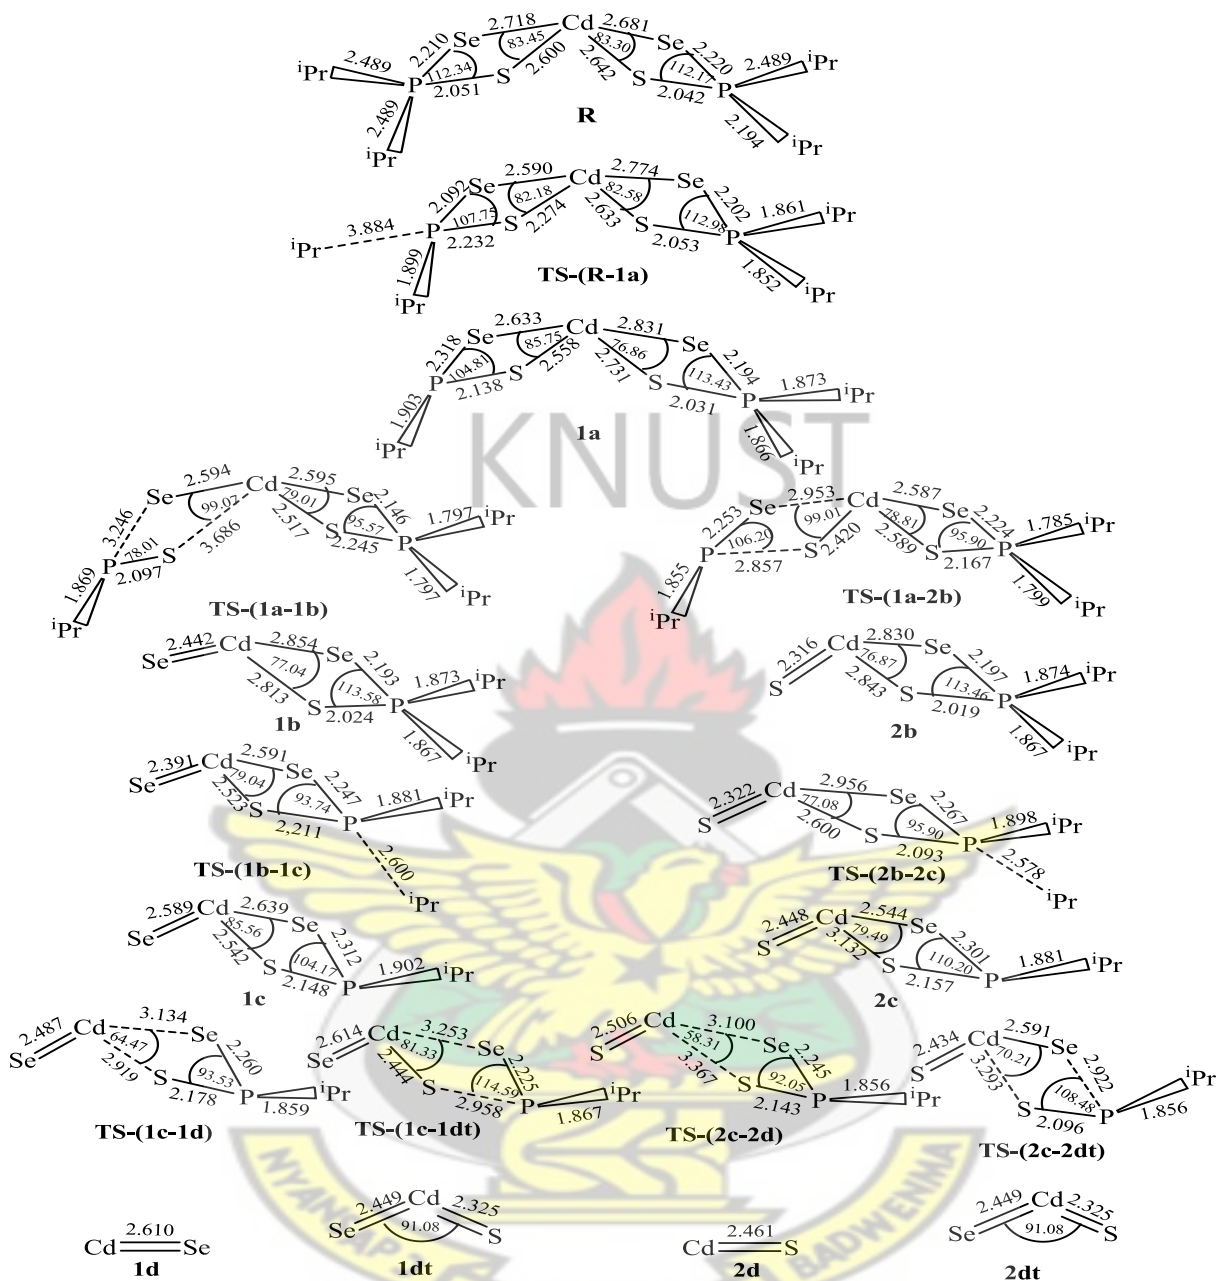 2.718 Cd 2.681
2.210 Se 83.45 83.30 Se 2.220
iPr 2.489 112.34 2.600 2.642 112.17 2.489 iPr
P 2.051 S S 2.042 P
2.489 2.194
iPr R iPr
2.590 Cd 2.774
2.092 Se 82.18 82.58 Se 2.202
iPr 3.884 107.75 2.274 2.633 112.98 1.861 iPr
P 2.232 S S 2.053 P
1.899 1.852
iPr TS-(R-1a) iPr
2.633 Cd 2.831
2.318 Se 85.75 76.86 Se 2.194
104.81 2.558 2.731 113.43 1.873 iPr
P 2.138 S S 2.031 P
1.903 1.866
iPr 1a iPr
KNUST
2.594 Cd 2.595
Se 99.02 79.01 Se 2.146
3.246 78.01 3.686 2.517 95.57 1.797 iPr
P 2.097 S S 2.245 P
1.869 1.797
iPr TS-(1a-1b) iPr
2.953 Cd 2.587
2.253 Se 99.01 78.81 Se 2.224
106.20 2.420 2.589 95.90 1.785 iPr
P 2.857 S S 2.167 P
1.855 1.799
iPr TS-(1a-2b) iPr
Se 2.442 Cd 2.854 Se 2.193
77.04 113.58 1.873 iPr
2.813 S 2.024 P 1.867 iPr
1b
S 2.316 Cd 2.830 Se 2.197
76.87 113.46 1.874 iPr
2.843 S 2.019 P 1.867 iPr
2b
Se 2.391 Cd 2.591 Se 2.247
79.04 93.74 1.881 iPr
2.523 S 2,211 P 2.600 iPr
TS-(1b-1c)
S 2.322 Cd 2.956 Se 2.267
77.08 95.90 1.898 iPr
2.600 S 2.093 P 2.578 iPr
TS-(2b-2c)
Se 2.589 Cd 2.639 Se 2.312
85.56 104.17 1.902 iPr
2.542 S 2.148 P
1c
S 2.448 Cd 2.544 Se 2.301
79.49 110.20 1.881 iPr
3.132 S 2.157 P
2c
Se 2.487 Cd 3.134 Se 2.260
64.47 93.53 iPr
2.919 S 2.178 P 1.859
TS-(1c-1d)
Se 2.614 Cd 3.253 Se 2.225
81.33 114.59 iPr
2.444 S 2.958 P 1.867
TS-(1c-1dt)
S 2.506 Cd 3.100 Se 2.245
58.31 92.05 1.856 iPr
3.367 S 2.143 P
TS-(2c-2d)
S 2.434 Cd 2.591 Se 2.922
70.21 108.48 iPr
3.293 S 2.096 P 1.856
TS-(2c-2dt)
NYANSAP BADWENMA
2.610
Cd Se
1d
2.449 Cd 2.325
Se 91.08 S
1dt
2.461
Cd S
2d
2.449 Cd 2.325
Se 91.08 S
2dt